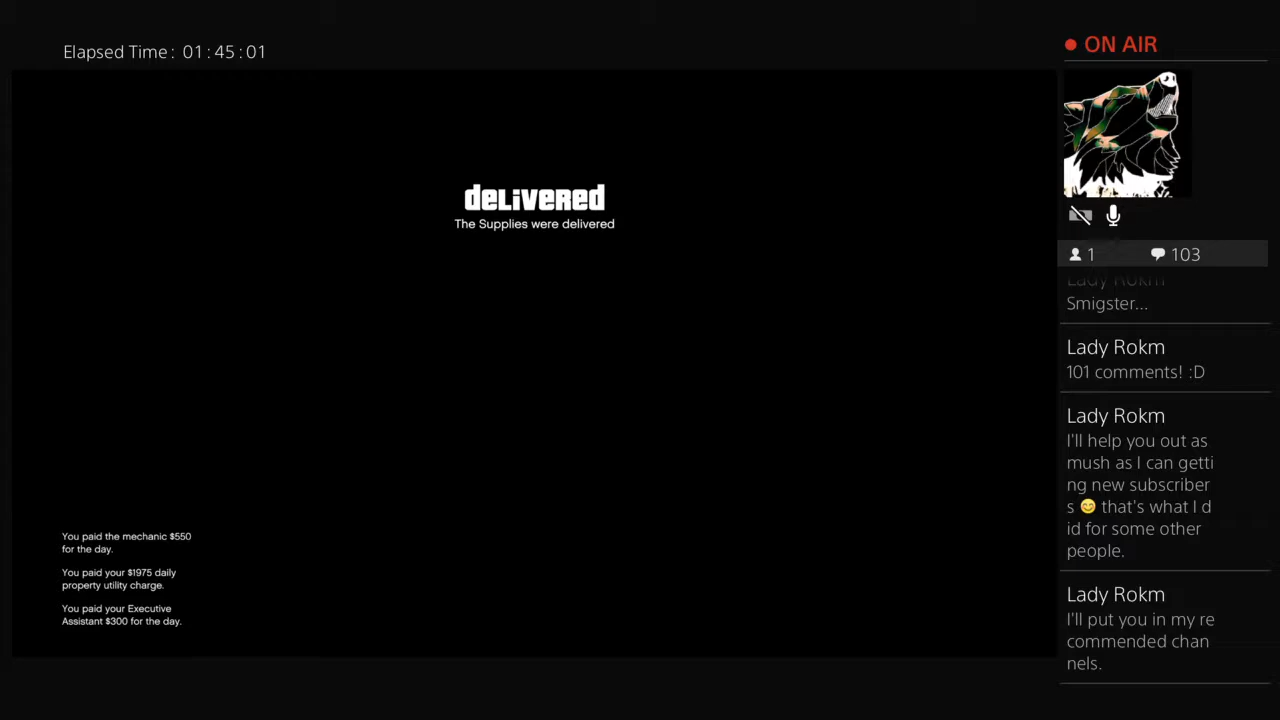 Elapsed Time: 01:45:01
ON AIR
delivered
The Supplies were delivered
1
103
Lady Rokm
Smigster...
Lady Rokm
101 comments! :D
Lady Rokm
I'll help you out as
mush as I can getti
ng new subscriber
s 😊 that's what I d
id for some other
people.
Lady Rokm
I'll put you in my re
commended chan
nels.
You paid the mechanic $550
for the day.
You paid your $1975 daily
property utility charge.
You paid your Executive
Assistant $300 for the day.